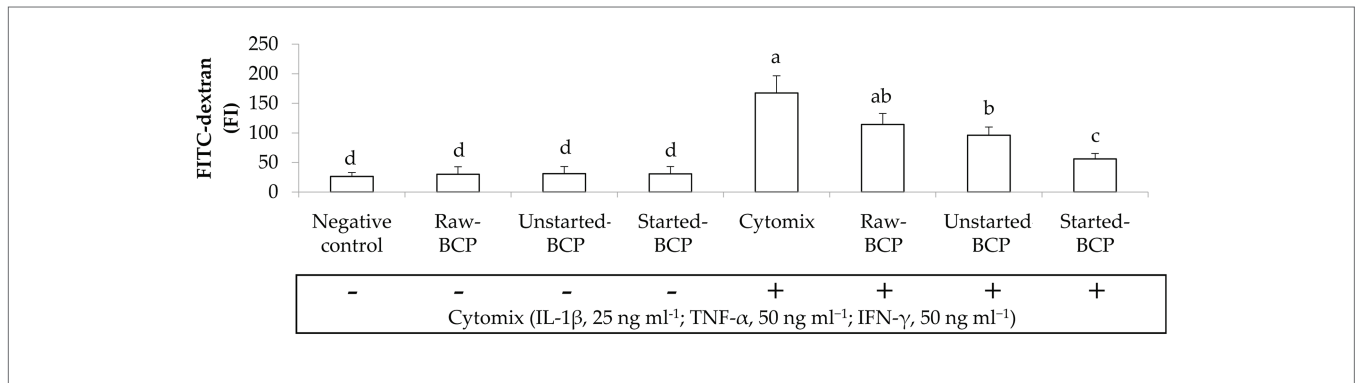 250
a
200
ab
150
b
100
c
d d d d
50
0
FITC-dextran
(FI)
Negative
control
Raw-
BCP
Unstarted-
BCP
Started-
BCP
Cytomix
Raw-
BCP
Unstarted
BCP
Started-
BCP
- - - - + + + +
Cytomix (IL-1β, 25 ng ml⁻¹; TNF-α, 50 ng ml⁻¹; IFN-γ, 50 ng ml⁻¹)